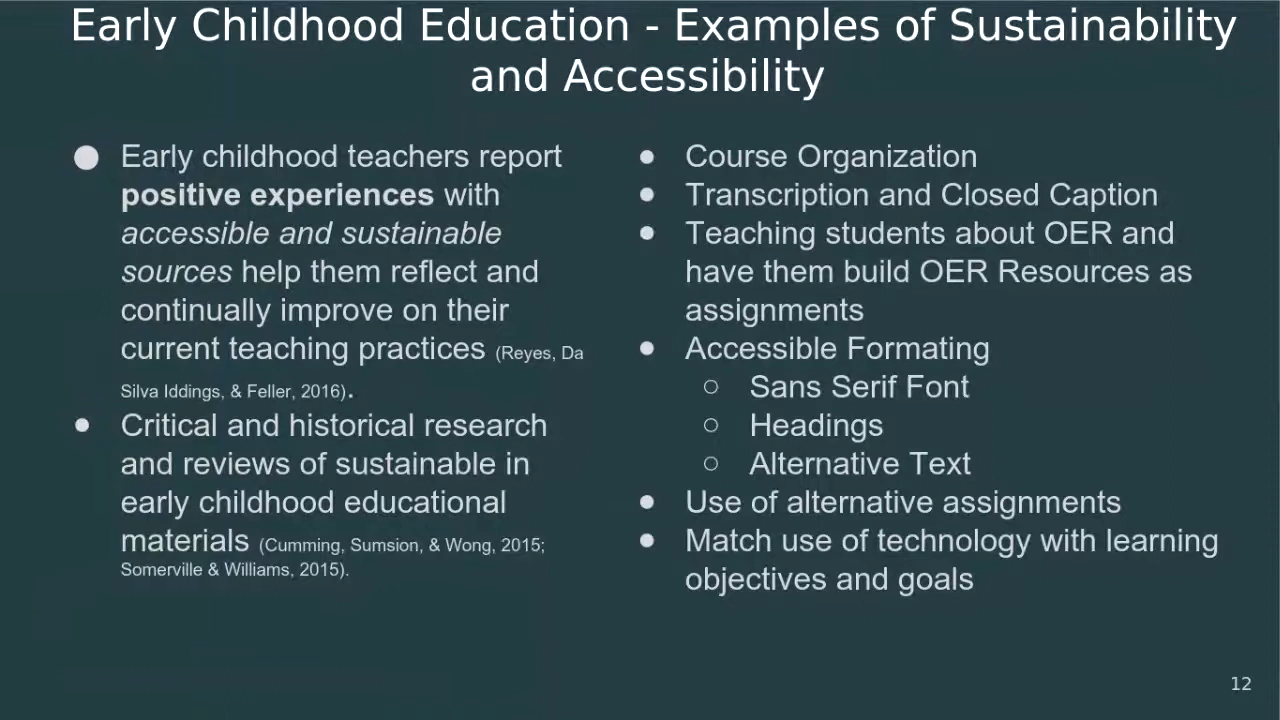 Early Childhood Education - Examples of Sustainability
and Accessibility
● Early childhood teachers report
positive experiences with
accessible and sustainable
sources help them reflect and
continually improve on their
current teaching practices (Reyes, Da
Silva Iddings, & Feller, 2016).
● Critical and historical research
and reviews of sustainable in
early childhood educational
materials (Cumming, Sumsion, & Wong, 2015;
Somerville & Williams, 2015).
● Course Organization
● Transcription and Closed Caption
● Teaching students about OER and
have them build OER Resources as
assignments
● Accessible Formating
○ Sans Serif Font
○ Headings
○ Alternative Text
● Use of alternative assignments
● Match use of technology with learning
objectives and goals
12